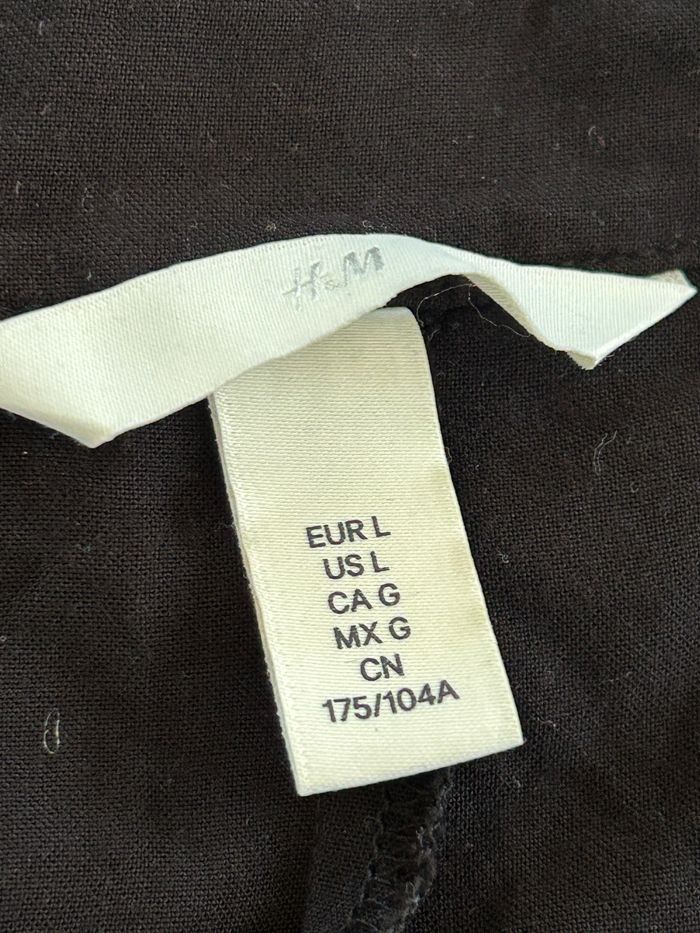 H&M
EUR L
US L
CA G
MX G
CN
175/104A